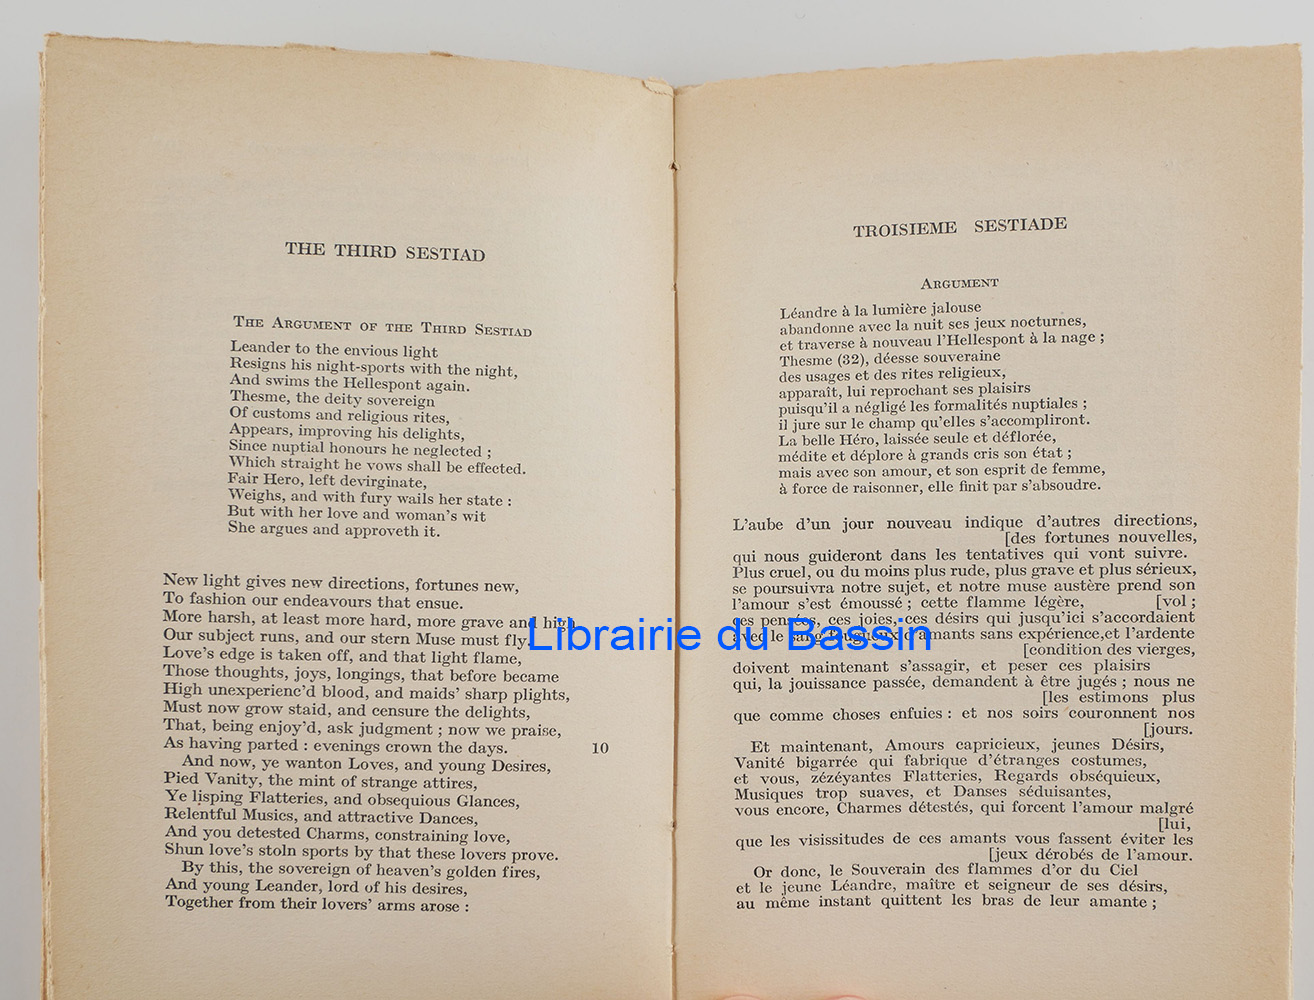 THE THIRD SESTIAD
THE ARGUMENT OF THE THIRD SESTIAD
Leander to the envious light
Resigns his night-sports with the night,
And swims the Hellespont again.
Thesme, the deity sovereign
Of customs and religious rites,
Appears, improving his delights,
Since nuptial honours he neglected ;
Which straight he vows shall be effected.
Fair Hero, left devirginate,
Weighs, and with fury wails her state :
But with her love and woman's wit
She argues and approveth it.
New light gives new directions, fortunes new,
To fashion our endeavours that ensue.
More harsh, at least more hard, more grave and high
Our subject runs, and our stern Muse must fly.
Love's edge is taken off, and that light flame,
Those thoughts, joys, longings, that before became
High unexperienc'd blood, and maids' sharp plights,
Must now grow staid, and censure the delights,
That, being enjoy'd, ask judgment ; now we praise,
As having parted : evenings crown the days. 10
And now, ye wanton Loves, and young Desires,
Pied Vanity, the mint of strange attires,
Ye lisping Flatteries, and obsequious Glances,
Relentful Musics, and attractive Dances,
And you detested Charms, constraining love,
Shun love's stoln sports by that these lovers prove.
By this, the sovereign of heaven's golden fires,
And young Leander, lord of his desires,
Together from their lovers' arms arose :
TROISIEME SESTIADE
ARGUMENT
Léandre à la lumière jalouse
abandonne avec la nuit ses jeux nocturnes,
et traverse à nouveau l'Hellespont à la nage ;
Thesme (32), déesse souveraine
des usages et des rites religieux,
apparaît, lui reprochant ses plaisirs
puisqu'il a négligé les formalités nuptiales ;
il jure sur le champ qu'elles s'accompliront.
La belle Héro, laissée seule et déflorée,
médite et déplore à grands cris son état ;
mais avec son amour, et son esprit de femme,
à force de raisonner, elle finit par s'absoudre.
L'aube d'un jour nouveau indique d'autres directions,
[des fortunes nouvelles,
qui nous guideront dans les tentatives qui vont suivre.
Plus cruel, ou du moins plus rude, plus grave et plus sérieux,
se poursuivra notre sujet, et notre muse austère prend son
l'amour s'est émoussé ; cette flamme légère, [vol ;
ces pensées, ces joies, ces désirs qui jusqu'ici s'accordaient
avec le sang fougueux d'amants sans expérience, et l'ardente
[condition des vierges,
doivent maintenant s'assagir, et peser ces plaisirs
qui, la jouissance passée, demandent à être jugés ; nous ne
[les estimons plus
que comme choses enfuies : et nos soirs couronnent nos
[jours.
Et maintenant, Amours capricieux, jeunes Désirs,
Vanité bigarrée qui fabrique d'étranges costumes,
et vous, zézéyantes Flatteries, Regards obséquieux,
Musiques trop suaves, et Danses séduisantes,
vous encore, Charmes détestés, qui forcent l'amour malgré
[lui,
que les visissitudes de ces amants vous fassent éviter les
[jeux dérobés de l'amour.
Or donc, le Souverain des flammes d'or du Ciel
et le jeune Léandre, maître et seigneur de ses désirs,
au même instant quittent les bras de leur amante ;
Librairie du Bassin